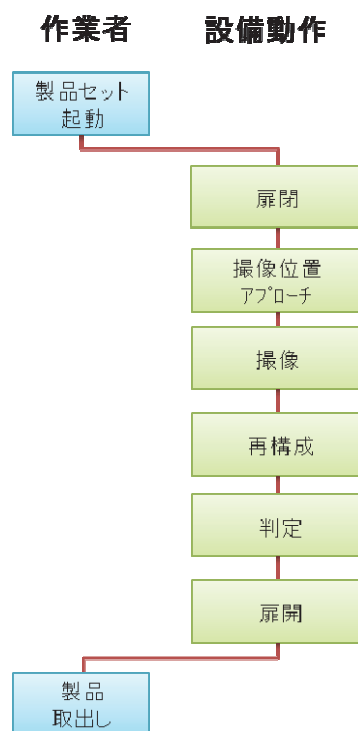 作業者 設備動作
製品セット
起動
扉閉
撮像位置
アプローチ
撮像
再構成
判定
扉開
製品
取出し